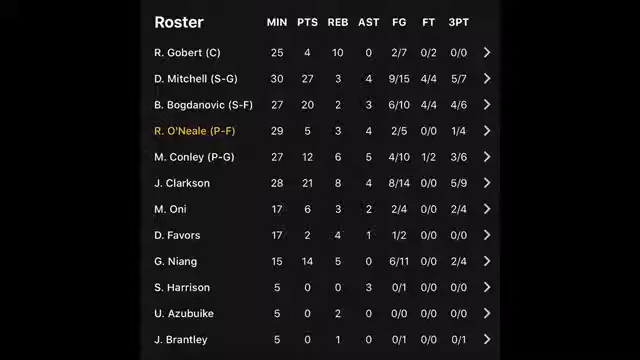 Roster MIN PTS REB AST FG FT 3PT
R. Gobert (C) 25 4 10 0 2/7 0/2 0/0
D. Mitchell (S-G) 30 27 3 4 9/15 4/4 5/7
B. Bogdanovic (S-F) 27 20 2 3 6/10 4/4 4/6
R. O'Neale (P-F) 29 5 3 4 2/5 0/0 1/4
M. Conley (P-G) 27 12 6 5 4/10 1/2 3/6
J. Clarkson 28 21 8 4 8/14 0/0 5/9
M. Oni 17 6 3 2 2/4 0/0 2/4
D. Favors 17 2 4 1 1/2 0/0 0/0
G. Niang 15 14 5 0 6/11 0/0 2/4
S. Harrison 5 0 0 3 0/1 0/0 0/0
U. Azubuike 5 0 2 0 0/0 0/0 0/0
J. Brantley 5 0 1 0 0/1 0/0 0/1